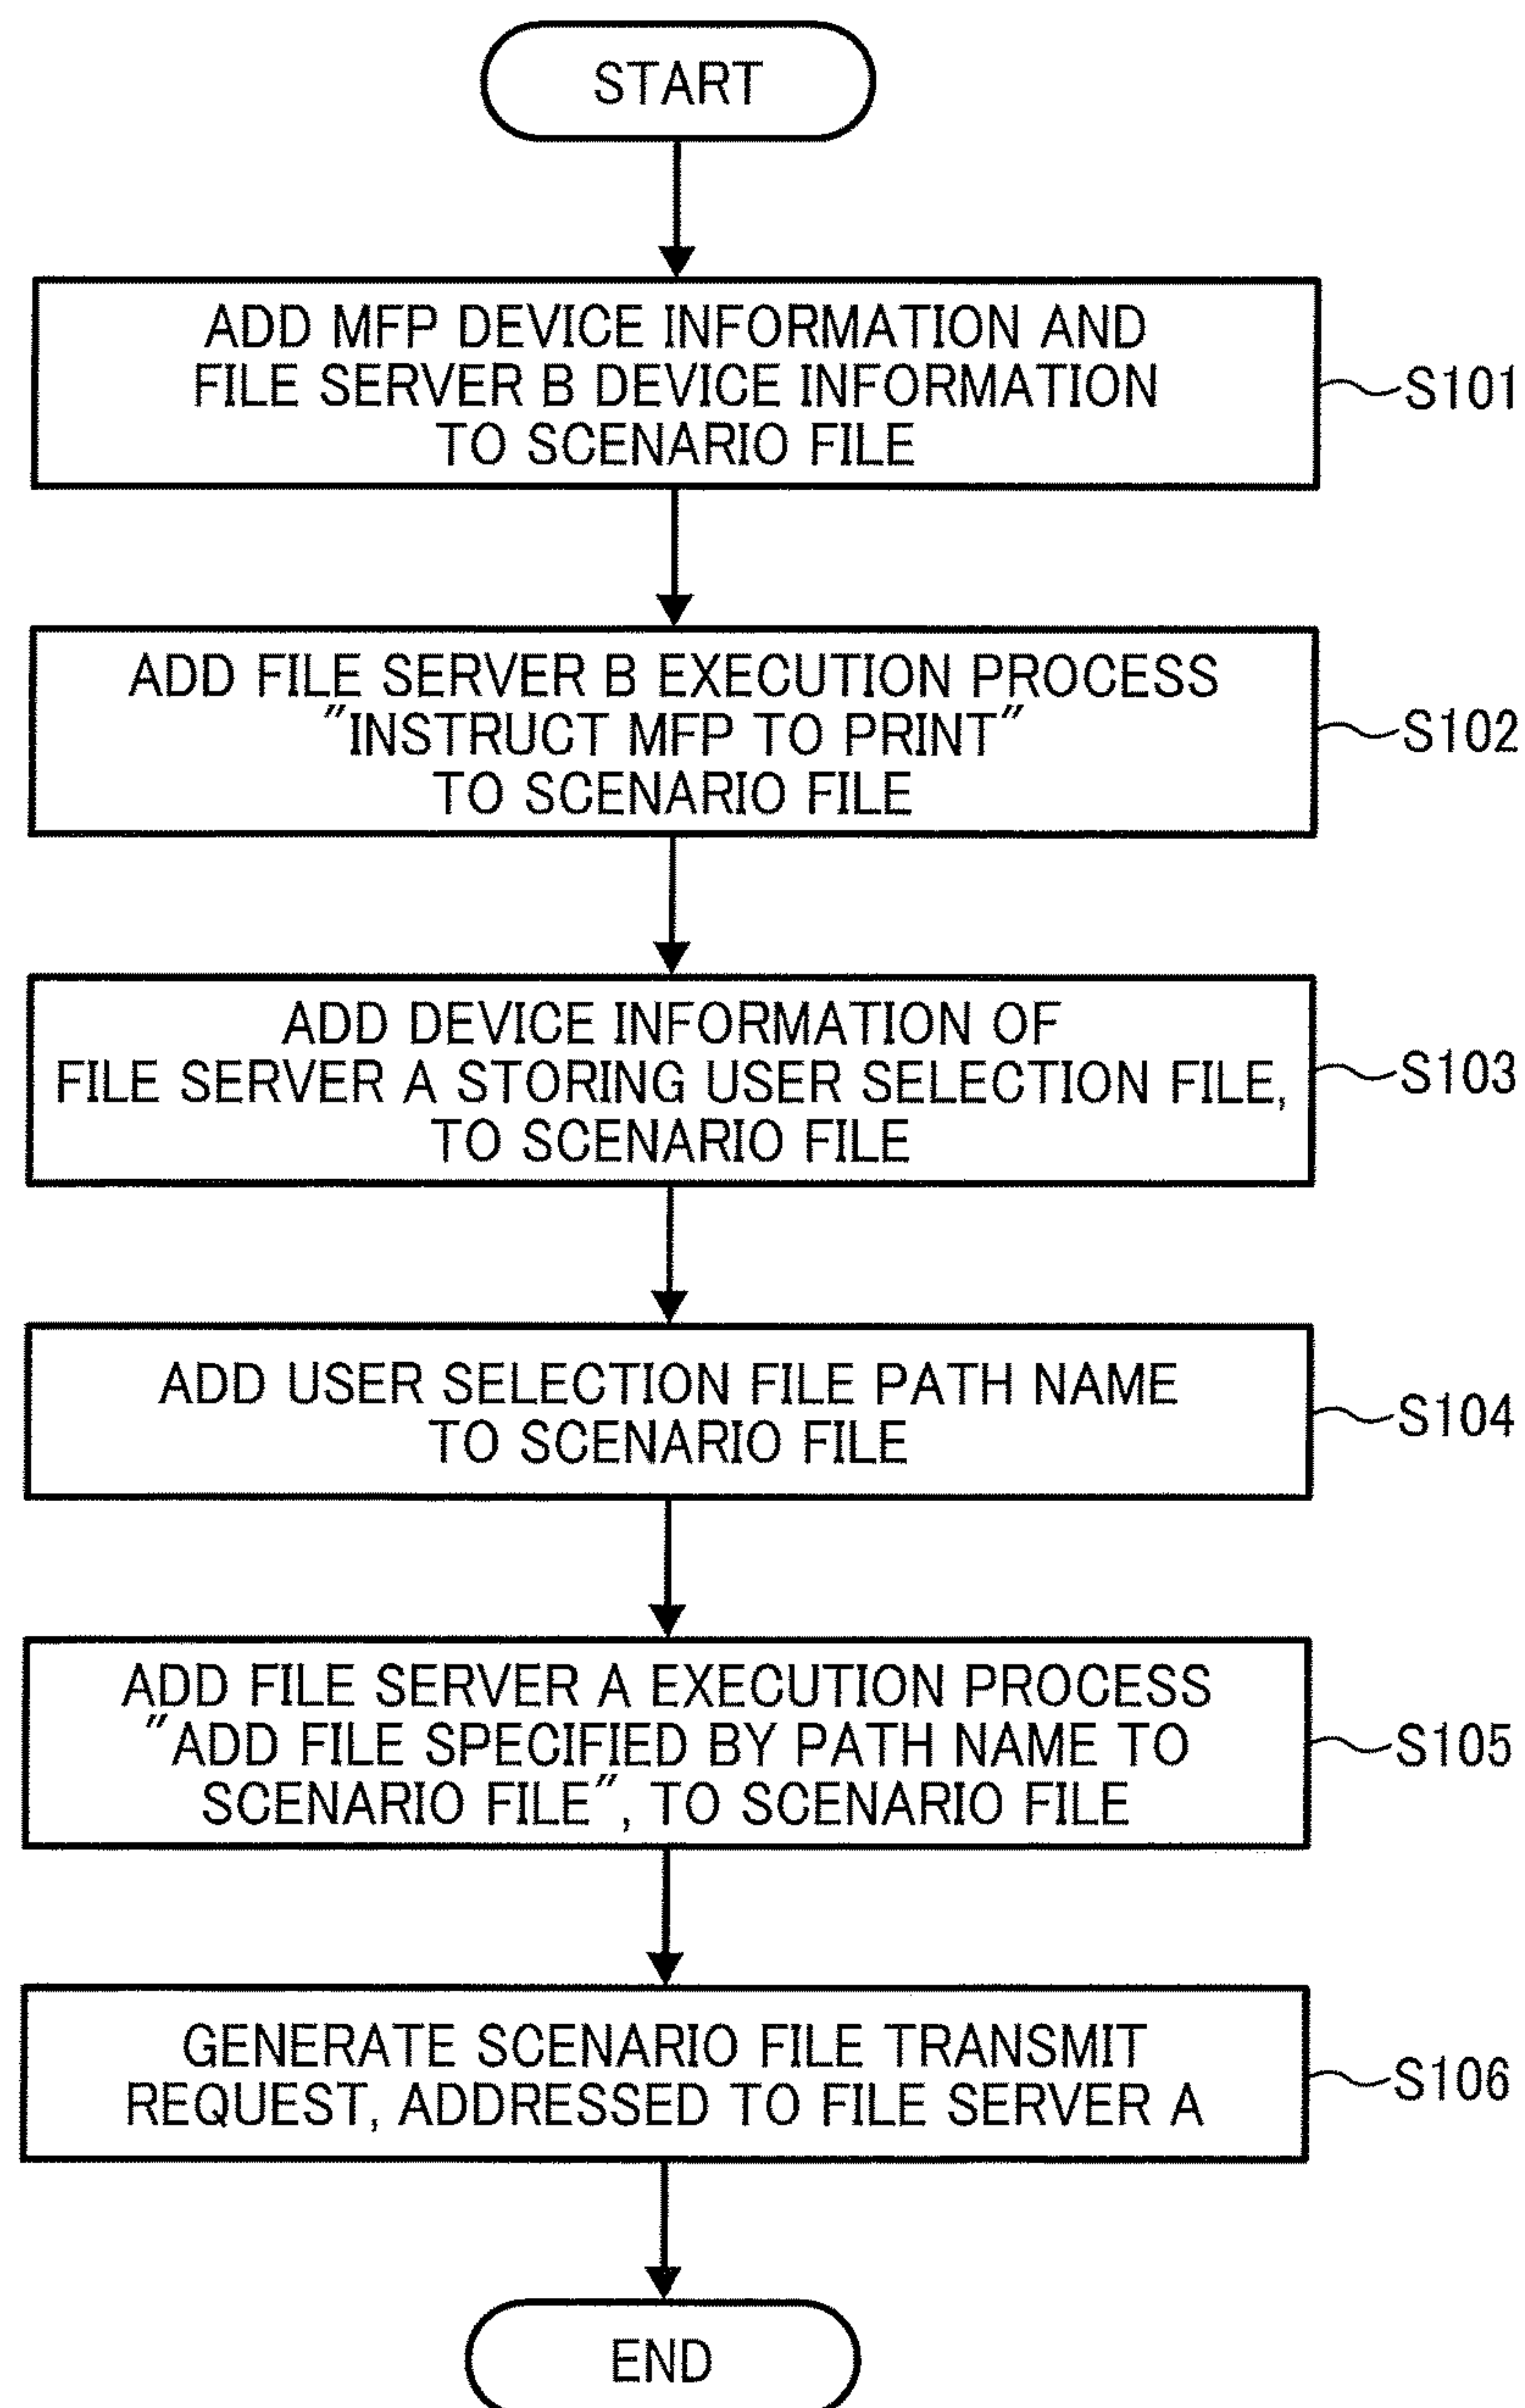 START
ADD MFP DEVICE INFORMATION AND
FILE SERVER B DEVICE INFORMATION
TO SCENARIO FILE
S101
ADD FILE SERVER B EXECUTION PROCESS
"INSTRUCT MFP TO PRINT"
TO SCENARIO FILE
S102
ADD DEVICE INFORMATION OF
FILE SERVER A STORING USER SELECTION FILE,
TO SCENARIO FILE
S103
ADD USER SELECTION FILE PATH NAME
TO SCENARIO FILE
S104
ADD FILE SERVER A EXECUTION PROCESS
"ADD FILE SPECIFIED BY PATH NAME TO
SCENARIO FILE", TO SCENARIO FILE
S105
GENERATE SCENARIO FILE TRANSMIT
REQUEST, ADDRESSED TO FILE SERVER A
S106
END